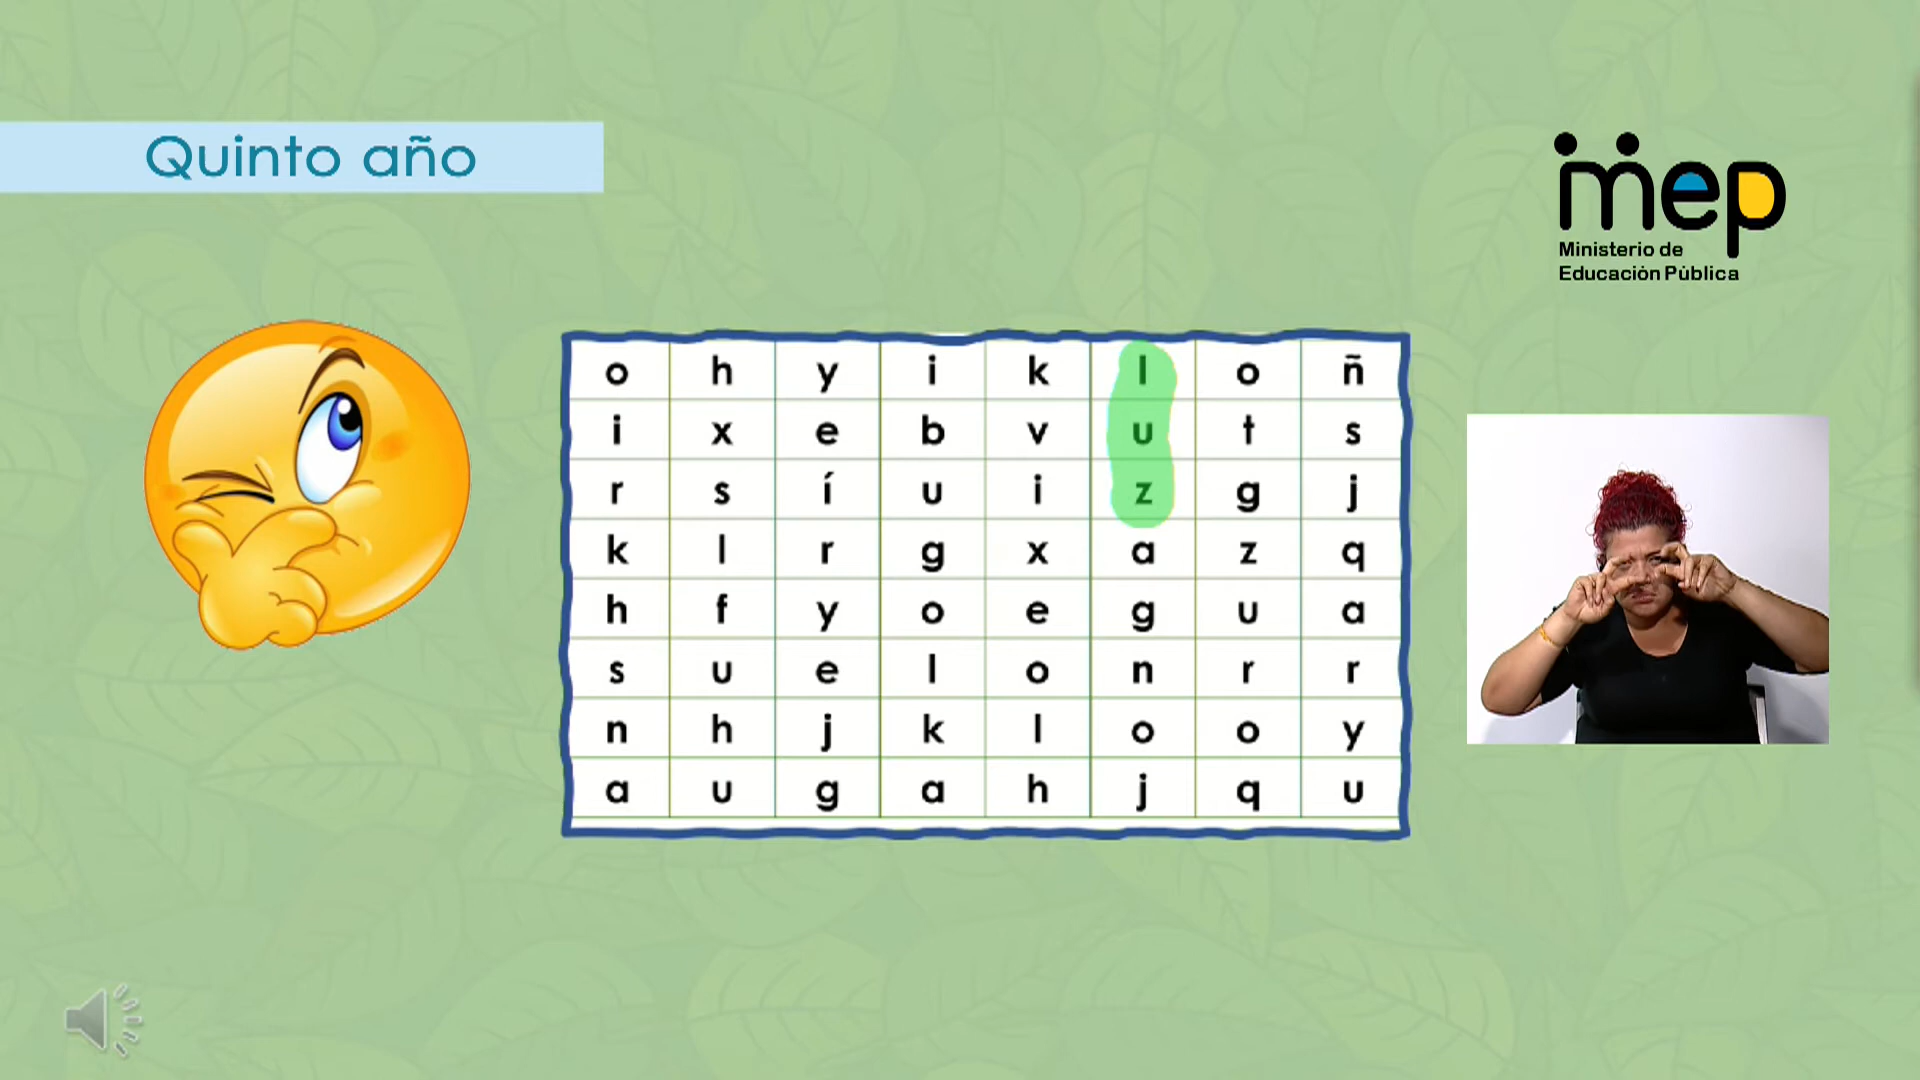 Quinto año
mep
Ministerio de
Educación Pública
o h y i k l o ñ
i x e b v u t s
r s í u i z g j
k l r g x a z q
h f y o e g u a
s u e l o n r r
n h j k l o o y
a u g a h j q u